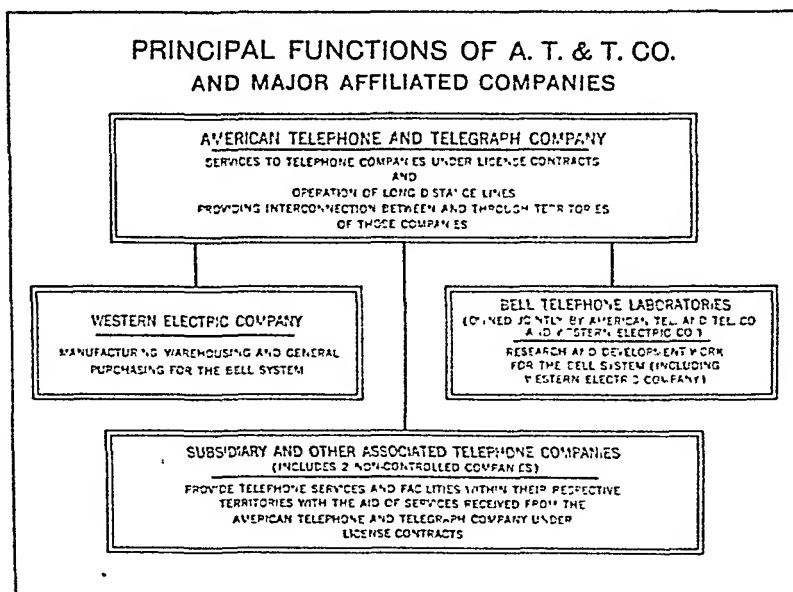 PRINCIPAL FUNCTIONS OF A. T. & T. CO.
AND MAJOR AFFILIATED COMPANIES
AMERICAN TELEPHONE AND TELEGRAPH COMPANY
SERVICES TO TELEPHONE COMPANIES UNDER LICENSE CONTRACTS
AND
OPERATION OF LONG DISTANCE LINES
PROVIDING INTERCONNECTION BETWEEN AND THROUGH TERRITORIES
OF THOSE COMPANIES
WESTERN ELECTRIC COMPANY
MANUFACTURING WAREHOUSING AND GENERAL
PURCHASING FOR THE BELL SYSTEM
BELL TELEPHONE LABORATORIES
(OWNED JOINTLY BY AMERICAN TEL. AND TEL. CO
AND WESTERN ELECTRIC CO.)
RESEARCH AND DEVELOPMENT WORK
FOR THE BELL SYSTEM (INCLUDING
WESTERN ELECTRIC COMPANY)
SUBSIDIARY AND OTHER ASSOCIATED TELEPHONE COMPANIES
(INCLUDES 2 NON-CONTROLLED COMPANIES)
PROVIDE TELEPHONE SERVICES AND FACILITIES WITHIN THEIR RESPECTIVE
TERRITORIES WITH THE AID OF SERVICES RECEIVED FROM THE
AMERICAN TELEPHONE AND TELEGRAPH COMPANY UNDER
LICENSE CONTRACTS